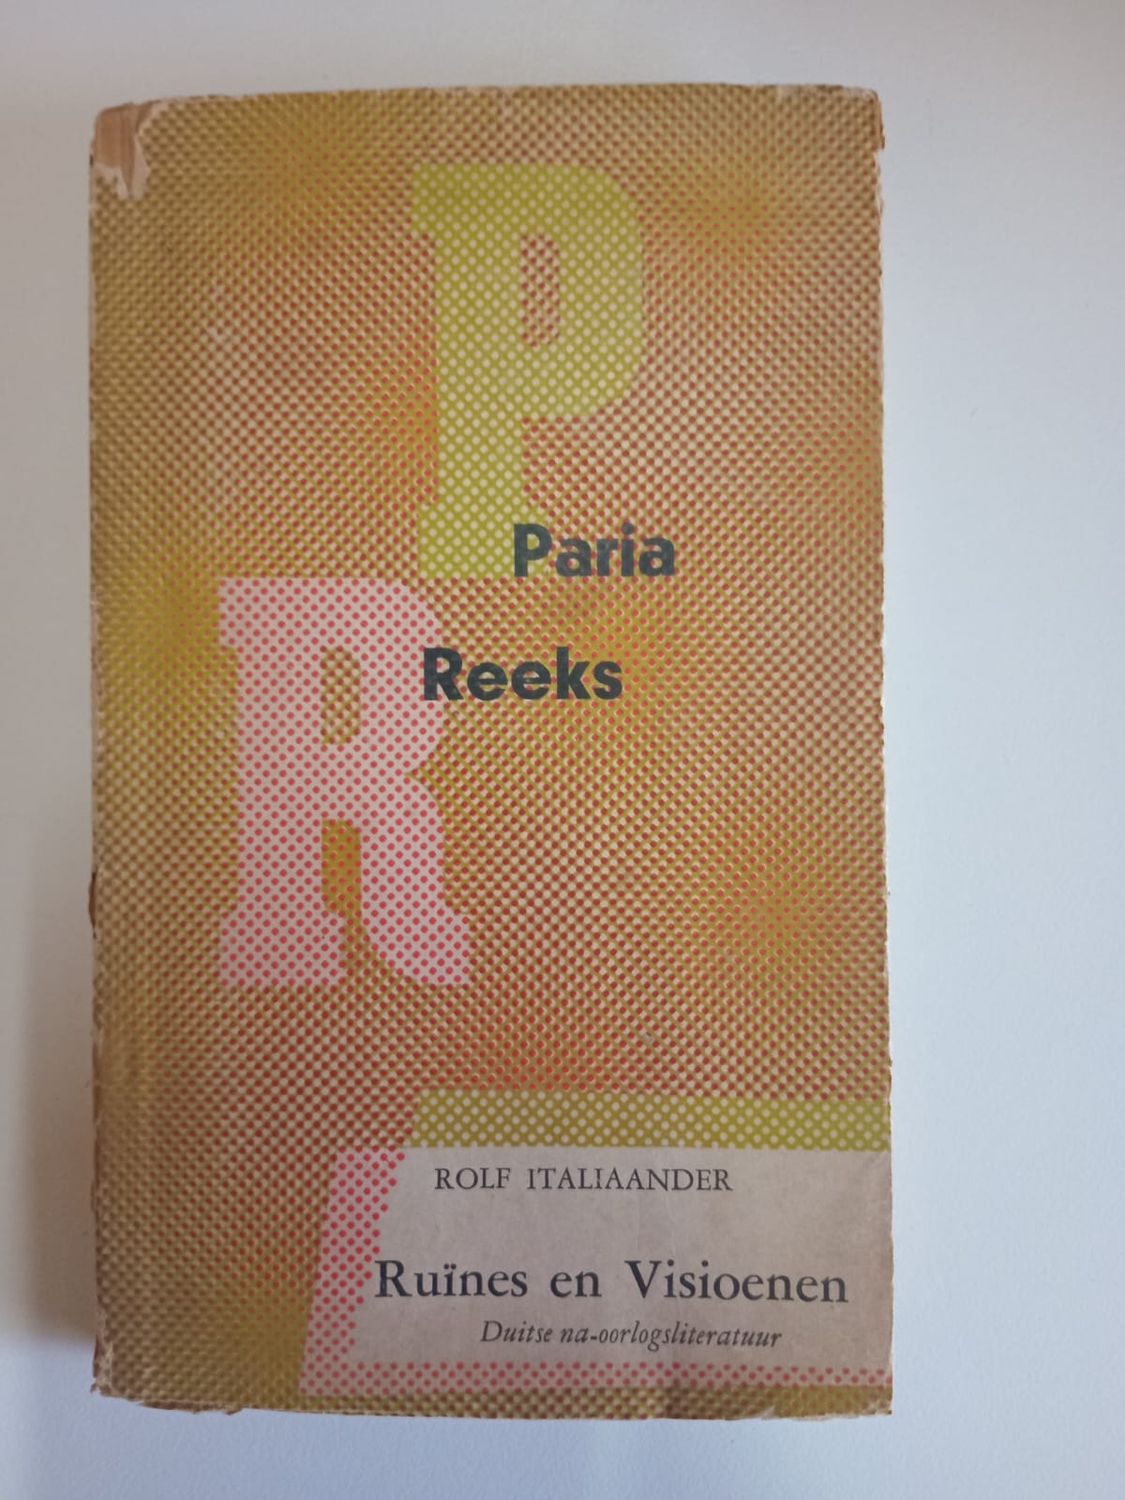 P
Paria
R
Reeks
ROLF ITALIAANDER
Ruïnes en Visioenen
Duitse na-oorlogsliteratuur